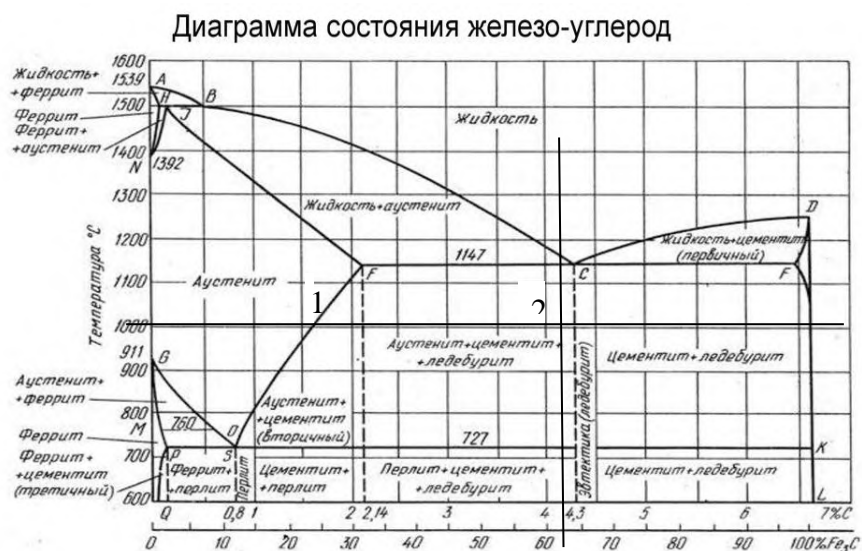 Диаграмма состояния железо-углерод
Температура °C
1600
1539
1500
1400
1392
1300
1200
1100
1000
911
900
800
700
600
Жидкость+
+феррит
Феррит
Феррит+
+аустенит
Аустенит+
+феррит
Феррит
Феррит+
+цементит
(третичный)
A
H
J
B
N
Жидкость
Жидкость+аустенит
D
Жидкость+цементит
(первичный)
1147
F
C
F
Аустенит
1
2
Аустенит+цементит+
+ледебурит
Цементит+ледебурит
G
Аустенит+
+цементит
(вторичный)
Эвтектика (ледебурит)
760
M
O
727
P
S
K
Феррит+
+перлит
Перлит
Цементит+
+перлит
Перлит+цементит+
+ледебурит
Цементит+ледебурит
L
Q
0,8 1 2 2,14 3 4 4,3 5 6 7%C
0 10 20 30 40 50 60 70 80 90 100%Fe₃C